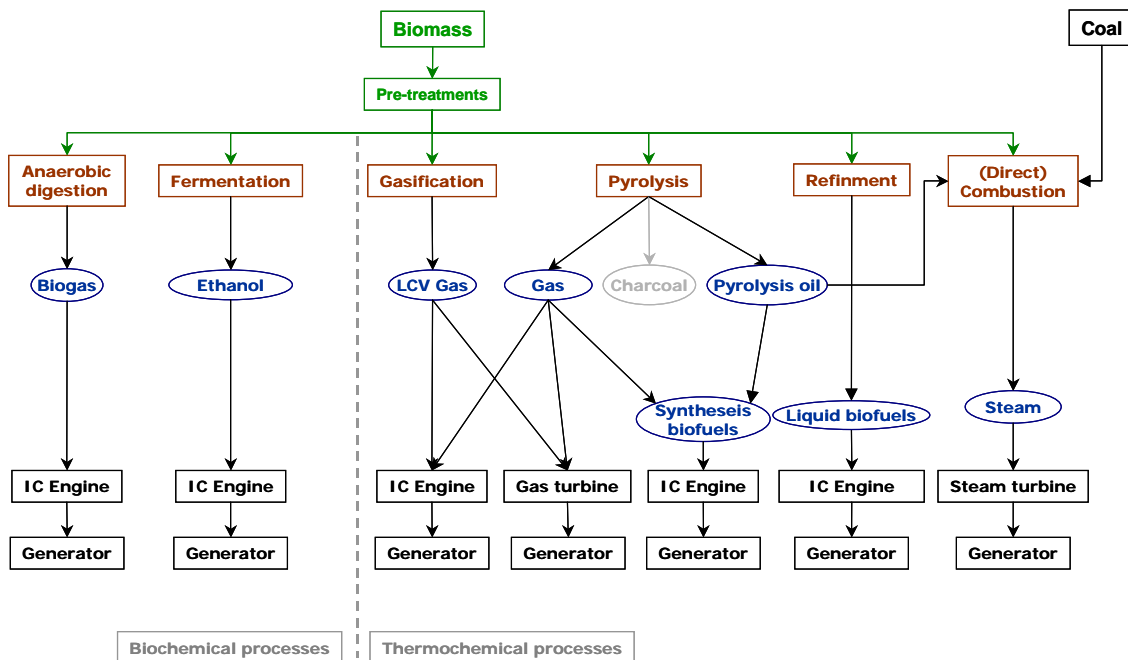 Biomass
Coal
Pre-treatments
Anaerobic
digestion
Fermentation
Gasification
Pyrolysis
Refinment
(Direct)
Combustion
Biogas
Ethanol
LCV Gas
Gas
Charcoal
Pyrolysis oil
Syntheseis
biofuels
Liquid biofuels
Steam
IC Engine
IC Engine
IC Engine
Gas turbine
IC Engine
IC Engine
Steam turbine
Generator
Generator
Generator
Generator
Generator
Generator
Generator
Biochemical processes
Thermochemical processes